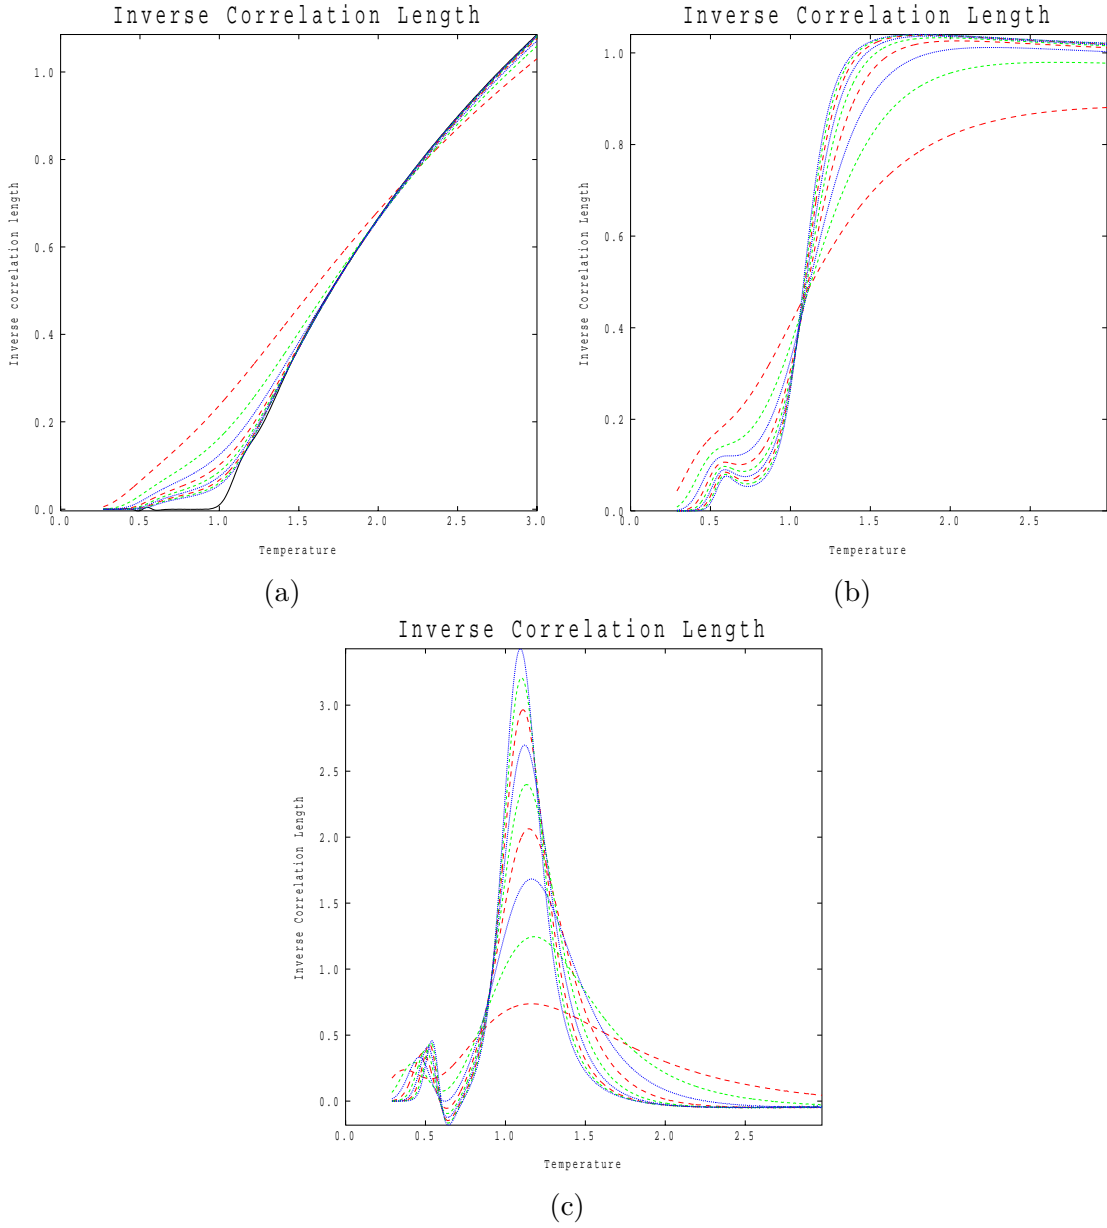 Inverse Correlation Length
Inverse correlation length
1.0
0.8
0.6
0.4
0.2
0.0
0.0 0.5 1.0 1.5 2.0 2.5 3.0
Temperature
(a)
Inverse Correlation Length
Inverse Correlation Length
1.0
0.8
0.6
0.4
0.2
0.0
0.0 0.5 1.0 1.5 2.0 2.5
Temperature
(b)
Inverse Correlation Length
Inverse Correlation Length
3.0
2.5
2.0
1.5
1.0
0.5
0.0
0.0 0.5 1.0 1.5 2.0 2.5
Temperature
(c)